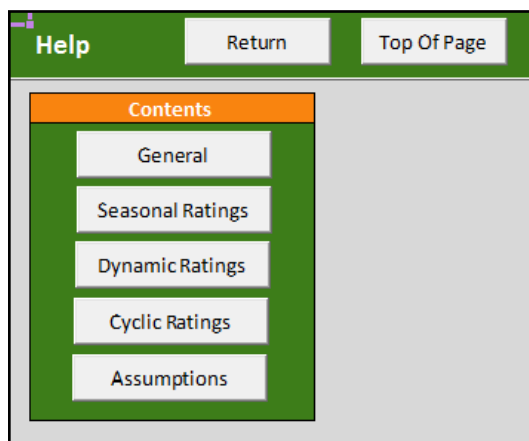 Help
Return
Top Of Page
Contents
General
Seasonal Ratings
Dynamic Ratings
Cyclic Ratings
Assumptions